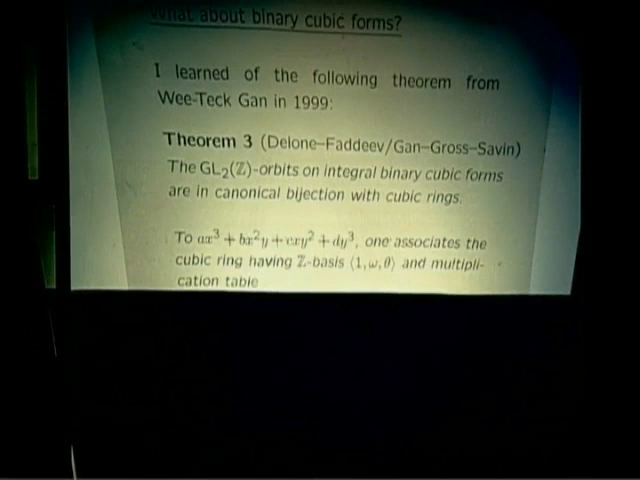 What about binary cubic forms?
I learned of the following theorem from
Wee-Teck Gan in 1999:
Theorem 3 (Delone–Faddeev/Gan–Gross–Savin)
The GL₂(ℤ)-orbits on integral binary cubic forms
are in canonical bijection with cubic rings.
To ax³ + bx²y + cxy² + dy³, one associates the
cubic ring having ℤ-basis ⟨1, ω, θ⟩ and multipli-
cation table